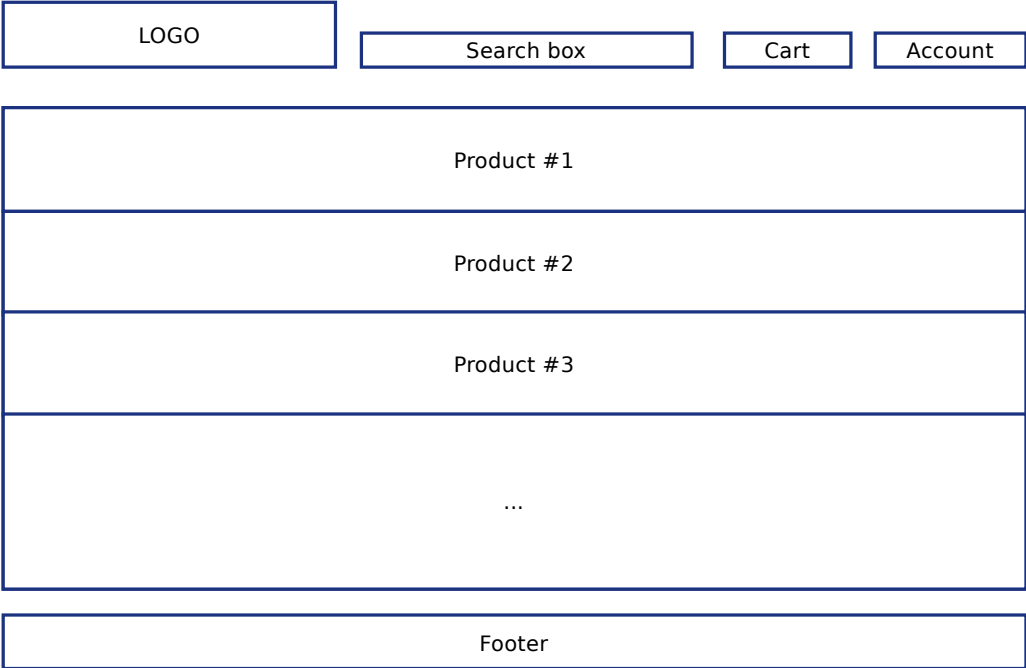 LOGO
Search box
Cart
Account
Product #1
Product #2
Product #3
...
Footer